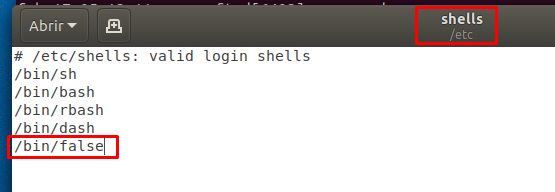 Abrir
shells
/etc
# /etc/shells: valid login shells
/bin/sh
/bin/bash
/bin/rbash
/bin/dash
/bin/false